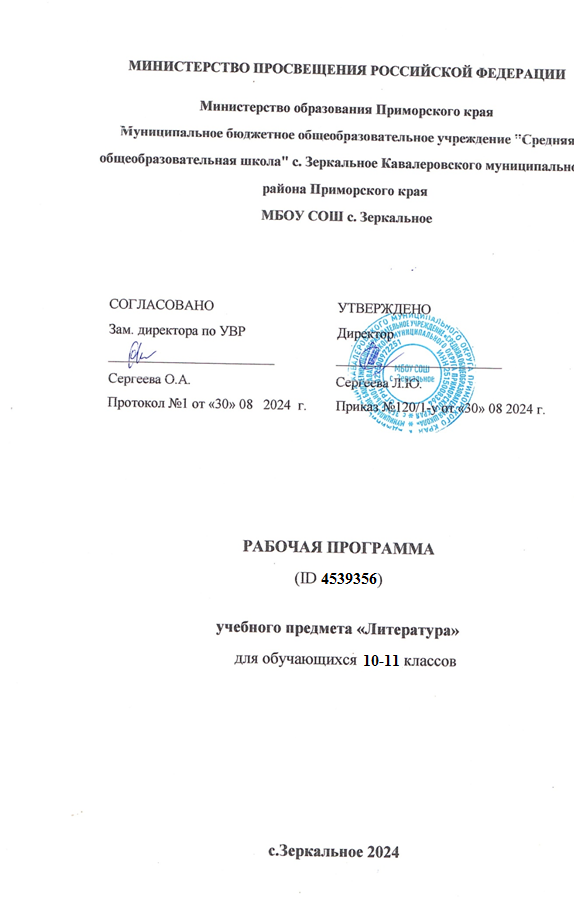 МИНИСТЕРСТВО ПРОСВЕЩЕНИЯ РОССИЙСКОЙ ФЕДЕРАЦИИ
Министерство образования Приморского края
Муниципальное бюджетное общеобразовательное учреждение "Средняя
общеобразовательная школа" с. Зеркальное Кавалеровского муниципально
района Приморского края
МБОУ СОШ с. Зеркальное
СОГЛАСОВАНО
Зам. директора по УВР
Сергеева О.А.
Протокол №1 от «30» 08 2024 г.
УТВЕРЖДЕНО
Директор
МБОУ СОШ
с. Зеркальное
Сергеева Л.Ю.
Приказ №120/1-у от «30» 08 2024 г.
РАБОЧАЯ ПРОГРАММА
(ID 4539356)
учебного предмета «Литература»
для обучающихся 10-11 классов
с.Зеркальное 2024